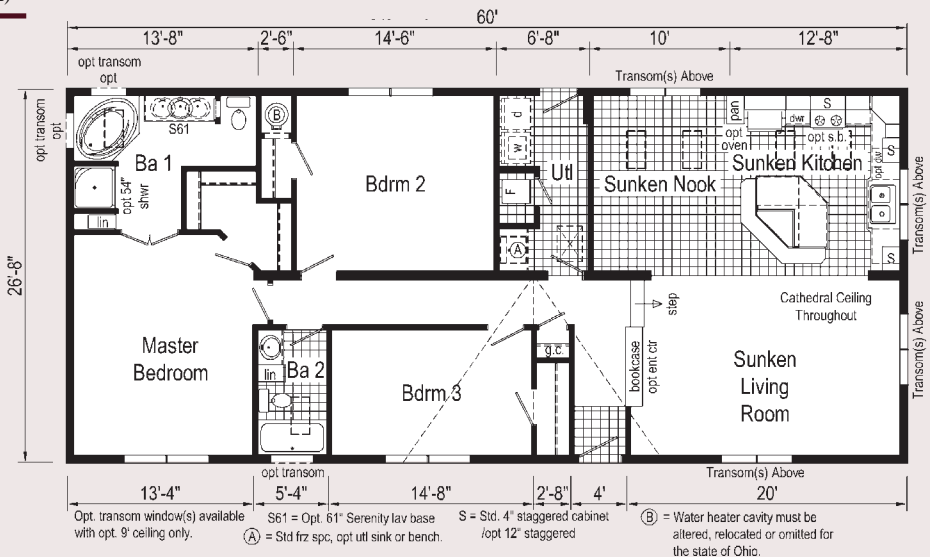 60'
13'-8"
2'-6"
14'-6"
6'-8"
10'
12'-8"
opt transom
opt
Transom(s) Above
opt transom
opt
S61
B
d
pan
S
dwr
opt oven
opt s.b.
Sunken Kitchen
opt dw
S
Ba 1
w
Utl
Bdrm 2
Sunken Nook
Transom(s) Above
opt 54"
shwr
F
lin
A
S
26'-8"
step
Cathedral Ceiling
Throughout
Master
Bedroom
lin
Ba 2
g.c.
Bdrm 3
bookcase
opt ent ctr
Sunken
Living
Room
Transom(s) Above
opt transom
Transom(s) Above
13'-4"
5'-4"
14'-8"
2'-8"
4'
20'
Opt. transom window(s) available
with opt. 9' ceiling only.
S61 = Opt. 61" Serenity lav base
A = Std frz spc, opt utl sink or bench.
S = Std. 4" staggered cabinet
/opt 12" staggered
B = Water heater cavity must be
altered, relocated or omitted for
the state of Ohio.